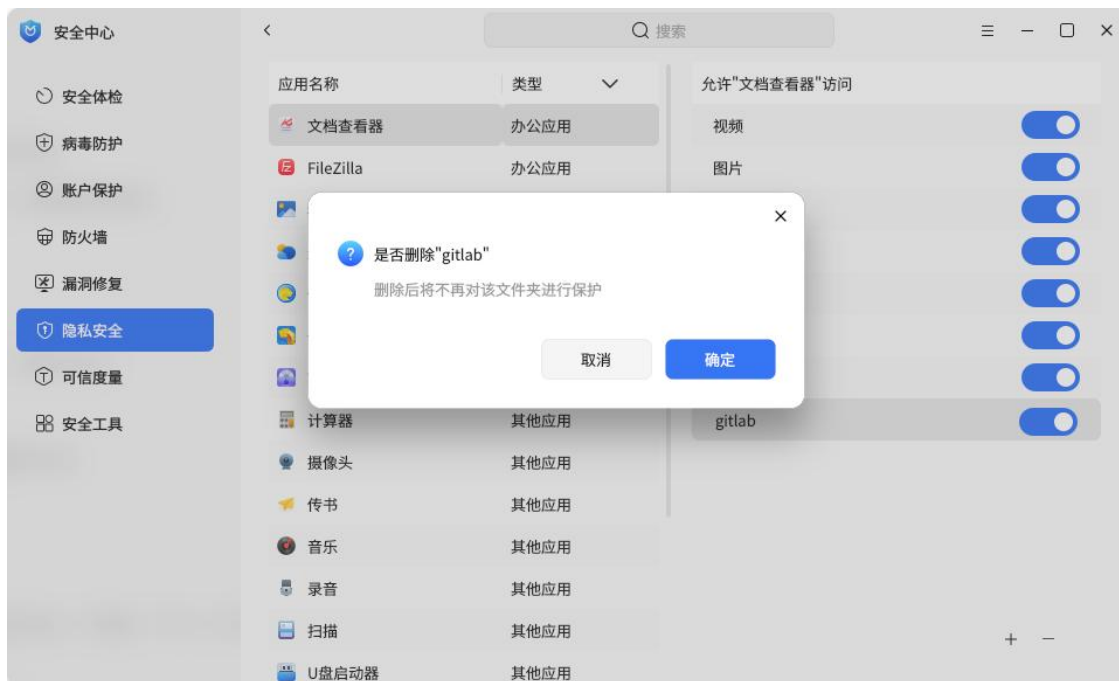 安全中心
搜索
安全体检
病毒防护
账户保护
防火墙
漏洞修复
隐私安全
可信度量
安全工具
应用名称 类型
文档查看器 办公应用
FileZilla 办公应用
计算器 其他应用
摄像头 其他应用
传书 其他应用
音乐 其他应用
录音 其他应用
扫描 其他应用
U盘启动器 其他应用
允许"文档查看器"访问
视频
图片
gitlab
是否删除"gitlab"
删除后将不再对该文件夹进行保护
取消 确定